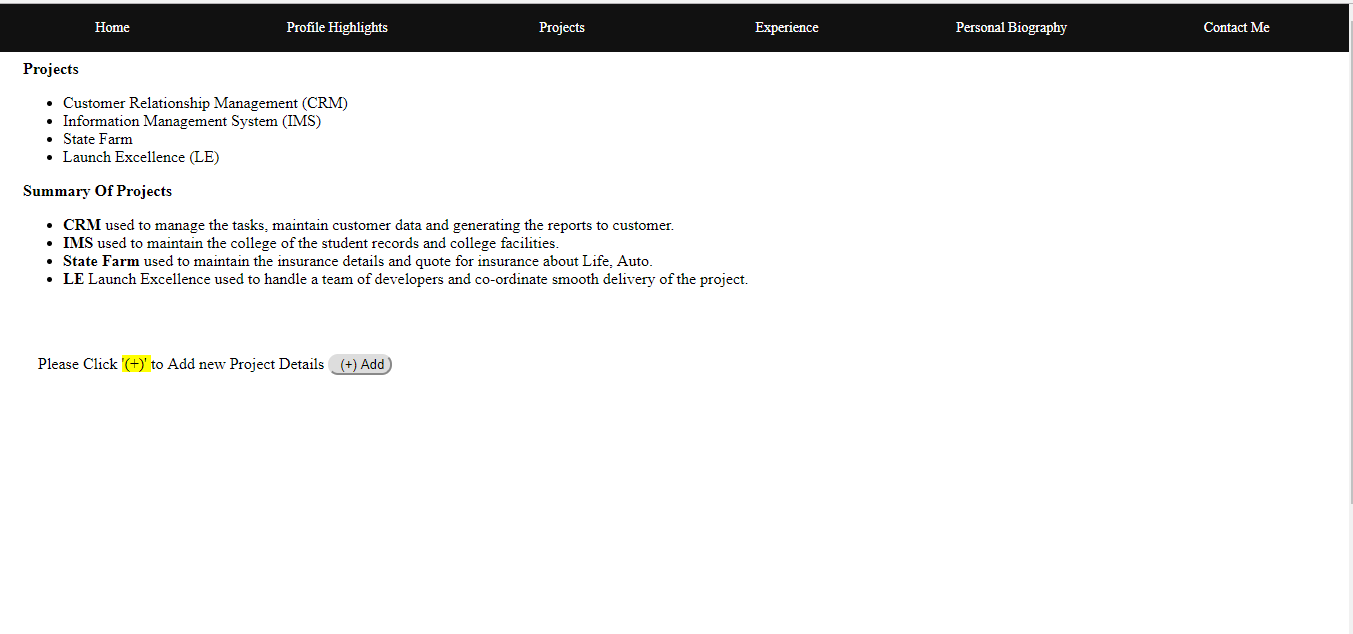 Home Profile Highlights Projects Experience Personal Biography Contact Me
Projects
Customer Relationship Management (CRM)
Information Management System (IMS)
State Farm
Launch Excellence (LE)
Summary Of Projects
CRM used to manage the tasks, maintain customer data and generating the reports to customer.
IMS used to maintain the college of the student records and college facilities.
State Farm used to maintain the insurance details and quote for insurance about Life, Auto.
LE Launch Excellence used to handle a team of developers and co-ordinate smooth delivery of the project.
Please Click '(+)' to Add new Project Details (+) Add